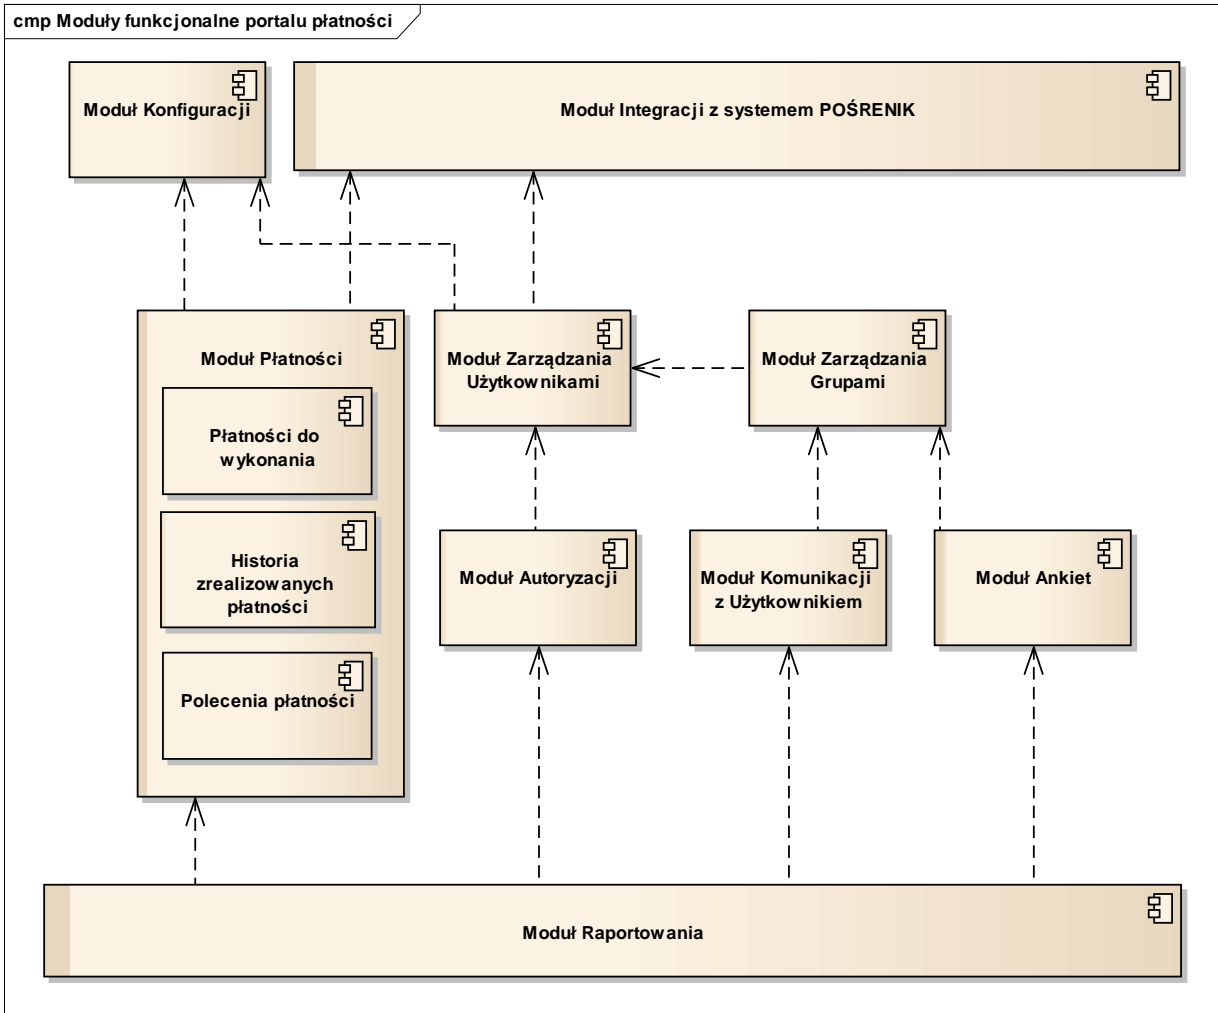 cmp Moduły funkcjonalne portalu płatności
Moduł Konfiguracji
Moduł Integracji z systemem POŚRENIK
Moduł Płatności
Płatności do
wykonania
Historia
zrealizowanych
płatności
Polecenia płatności
Moduł Zarządzania
Użytkownikami
Moduł Zarządzania
Grupami
Moduł Autoryzacji
Moduł Komunikacji
z Użytkownikiem
Moduł Ankiet
Moduł Raportowania